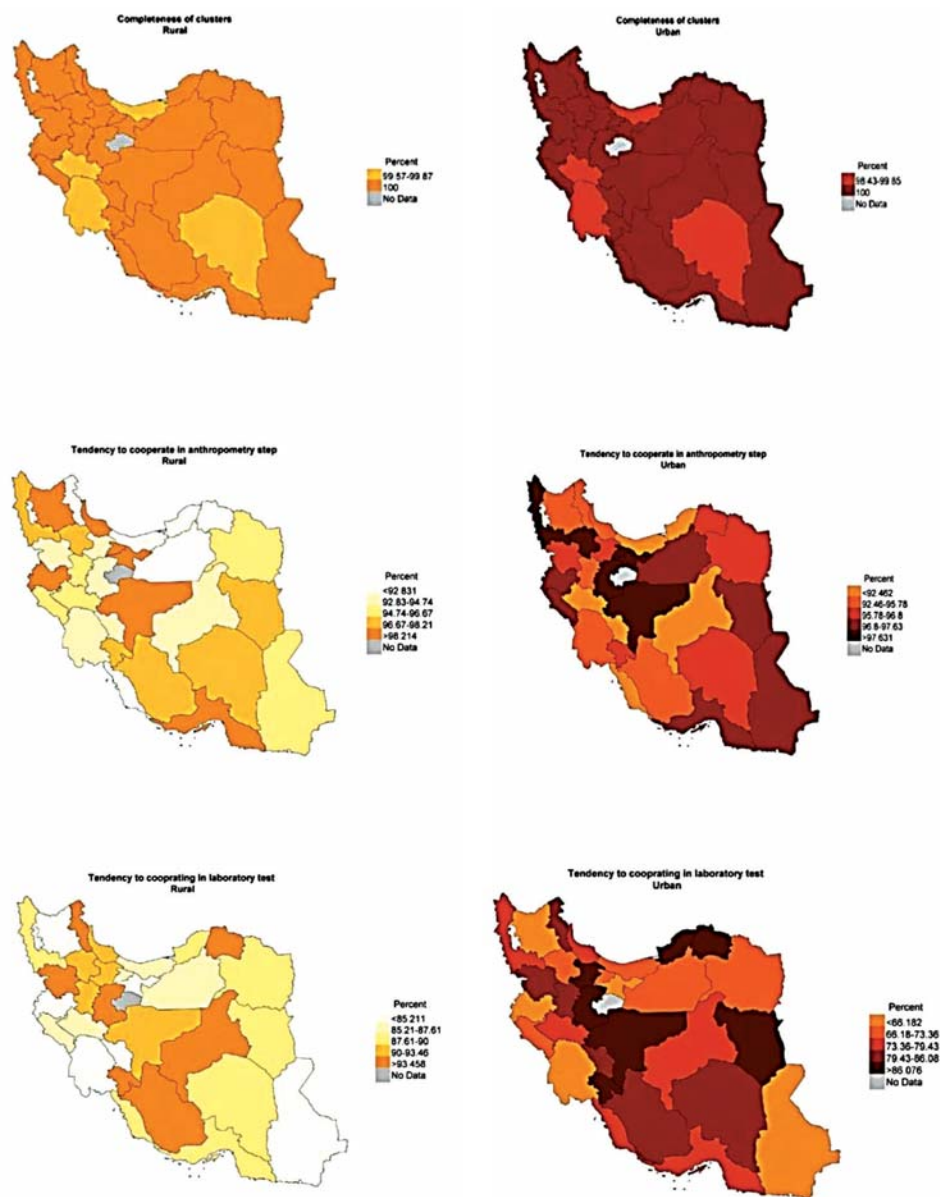 Completeness of clusters
Rural
Percent
99.57-99.87
100
No Data
Completeness of clusters
Urban
Percent
98.43-99.85
100
No Data
Tendency to cooperate in anthropometry step
Rural
Percent
<92.831
92.83-94.74
94.74-96.67
96.67-98.21
>98.214
No Data
Tendency to cooperate in anthropometry step
Urban
Percent
<92.462
92.46-95.78
95.78-96.8
96.8-97.63
>97.631
No Data
Tendency to cooprating in laboratory test
Rural
Percent
<85.211
85.21-87.61
87.61-90
90-93.46
>93.458
No Data
Tendency to cooprating in laboratory test
Urban
Percent
<66.182
66.18-73.36
73.36-79.43
79.43-86.08
>86.076
No Data